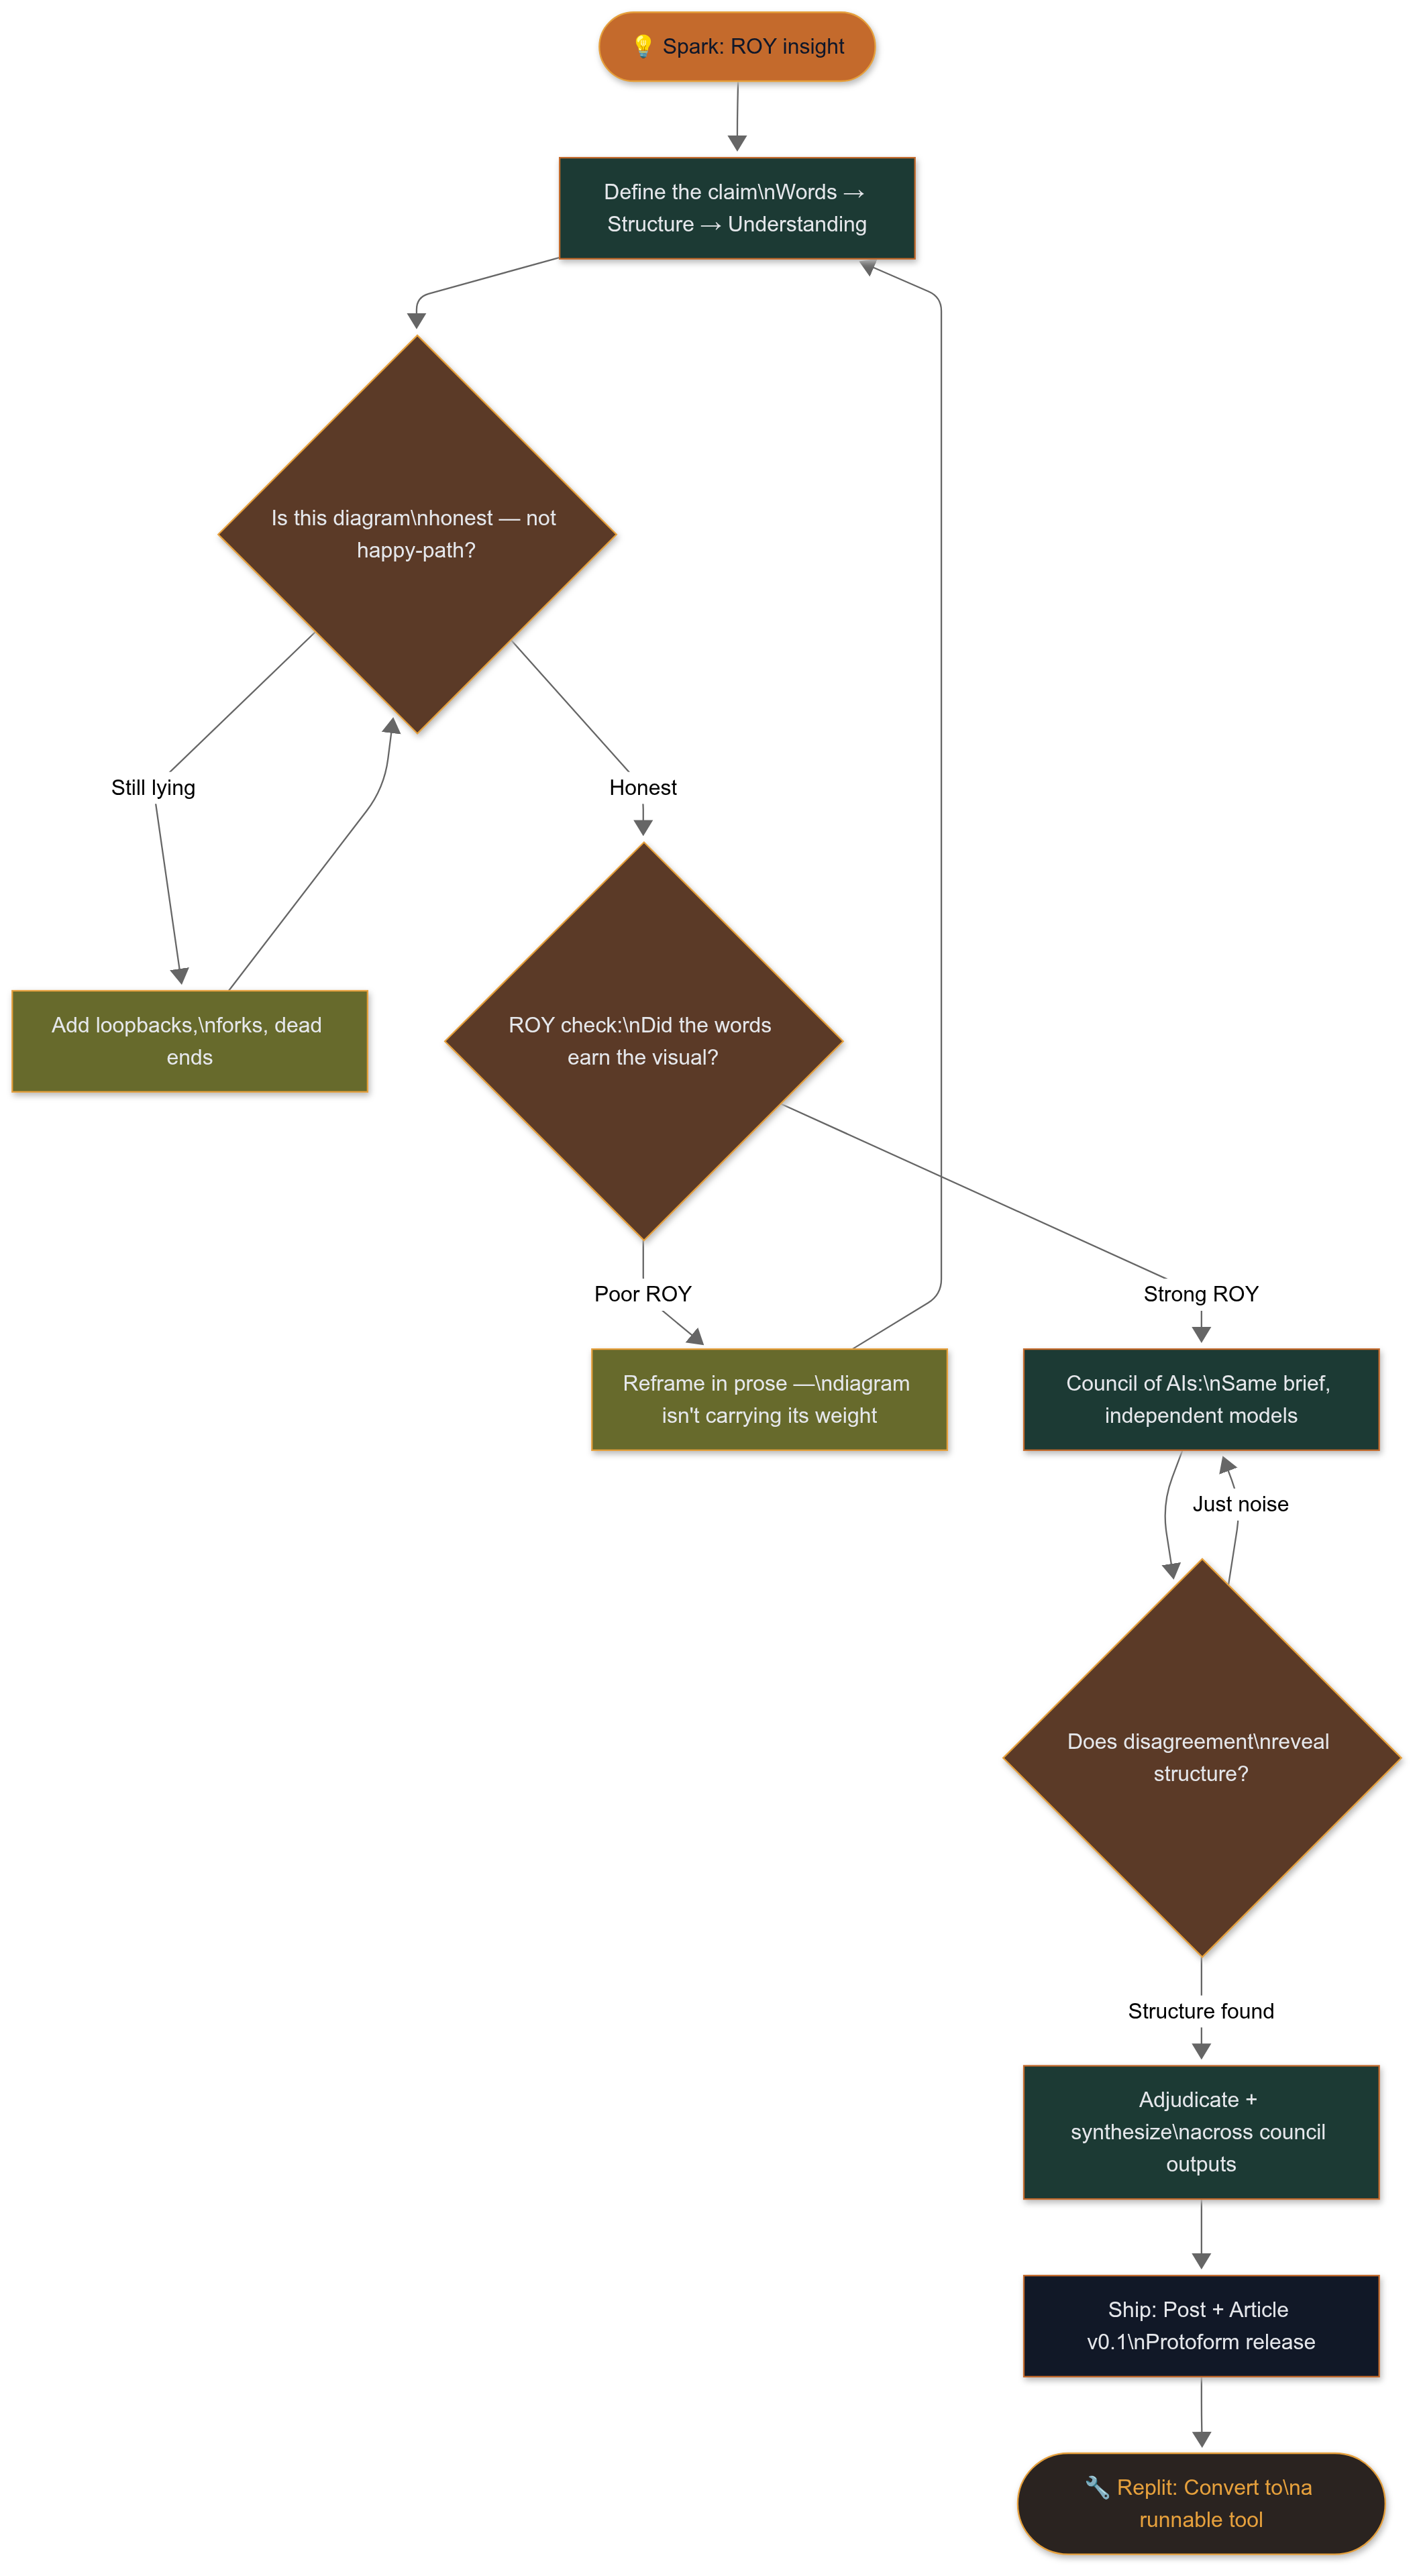 💡 Spark: ROY insight
Define the claim\nWords →
Structure → Understanding
Is this diagram\nhonest — not
happy-path?
Still lying
Honest
Add loopbacks,\nforks, dead
ends
ROY check:\nDid the words
earn the visual?
Poor ROY
Strong ROY
Reframe in prose —\ndiagram
isn't carrying its weight
Council of AIs:\nSame brief,
independent models
Just noise
Does disagreement\nreveal
structure?
Structure found
Adjudicate +
synthesize\nacross council
outputs
Ship: Post + Article
v0.1\nProtoform release
🔧 Replit: Convert to\na
runnable tool